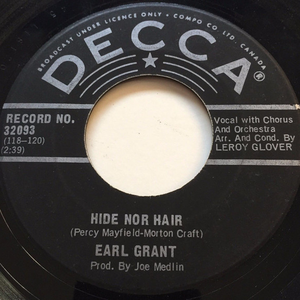 BROADCAST UNDER LICENCE ONLY • COMPO CO LTD. CANADA
DECCA®
RECORD NO.
32093
(118-120)
(2:39)
Vocal with Chorus
And Orchestra
Arr. And Cond. By
LEROY GLOVER
HIDE NOR HAIR
(Percy Mayfield-Morton Craft)
EARL GRANT
Prod. By Joe Medlin